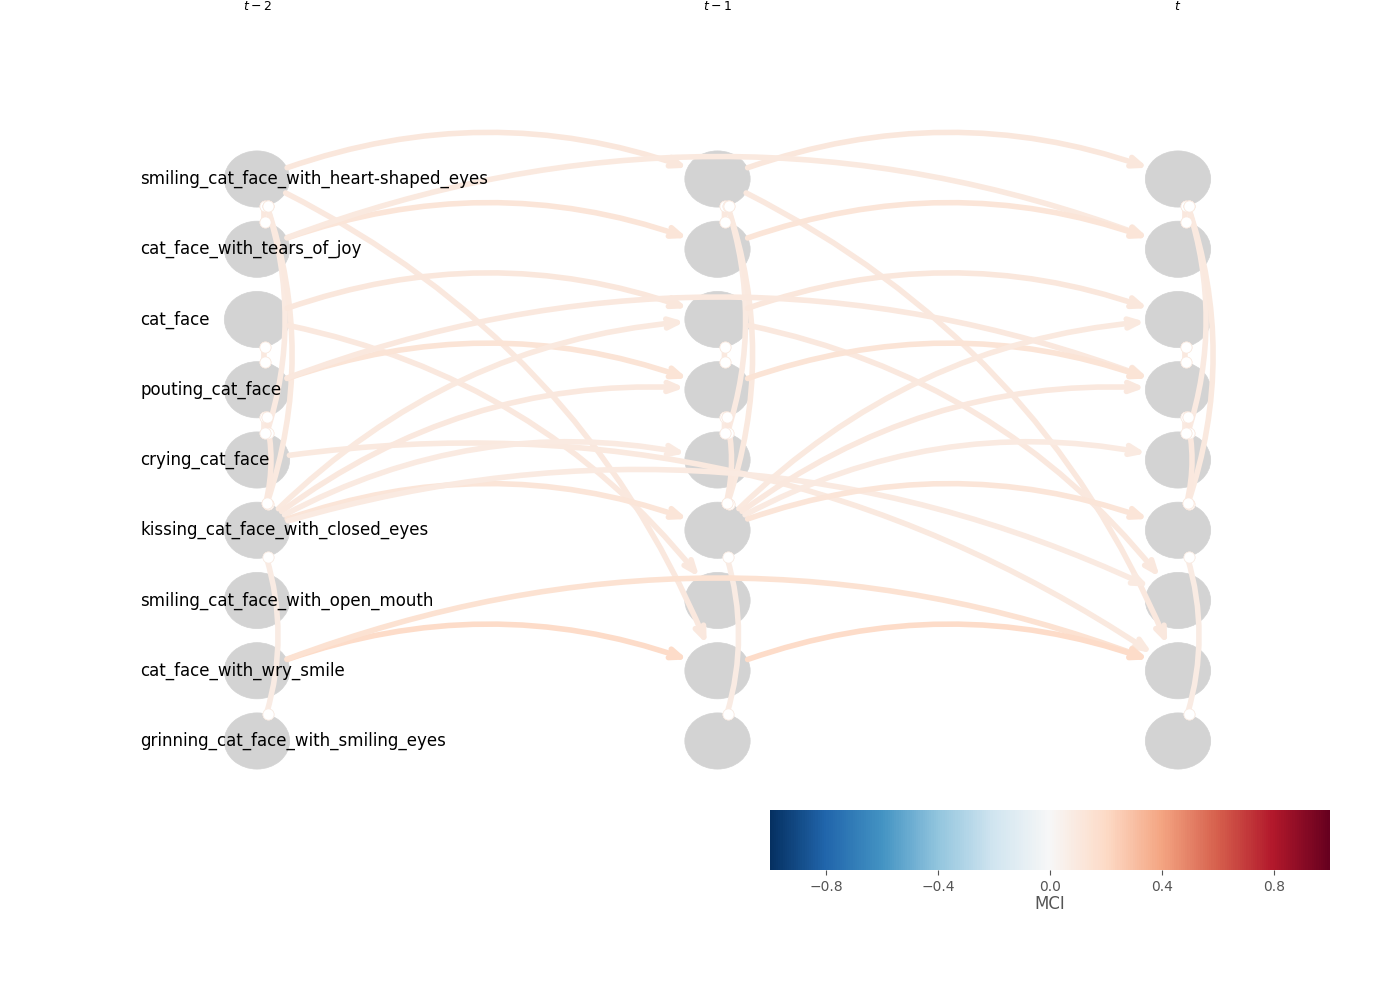 t − 2 t − 1 t
smiling_cat_face_with_heart-shaped_eyes
cat_face_with_tears_of_joy
cat_face
pouting_cat_face
crying_cat_face
kissing_cat_face_with_closed_eyes
smiling_cat_face_with_open_mouth
cat_face_with_wry_smile
grinning_cat_face_with_smiling_eyes
−0.8 −0.4 0.0 0.4 0.8
MCI